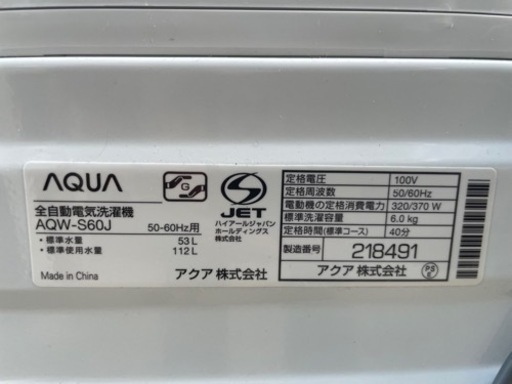 AQUA
G
全自動電気洗濯機
AQW-S60J 50-60Hz用
・標準水量 53L
・標準使用水量 112L
Made in China
アクア株式会社
S
JET
ハイアールジャパン
ホールディングス
株式会社
定格電圧 100V
定格周波数 50/60Hz
電動機の定格消費電力 320/370W
標準洗濯容量 6.0kg
定格時間(標準コース) 40分
製造番号 218491
アクア株式会社
PS
E